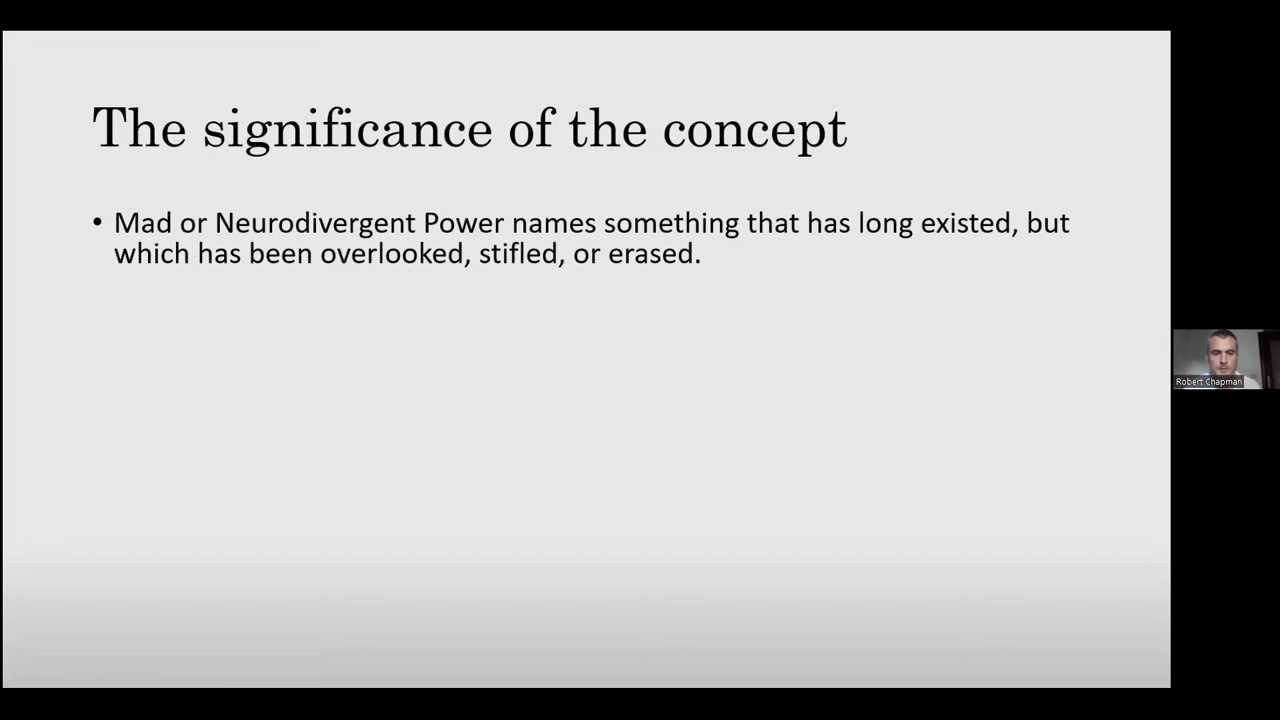 The significance of the concept
• Mad or Neurodivergent Power names something that has long existed, but
which has been overlooked, stifled, or erased.
Robert Chapman